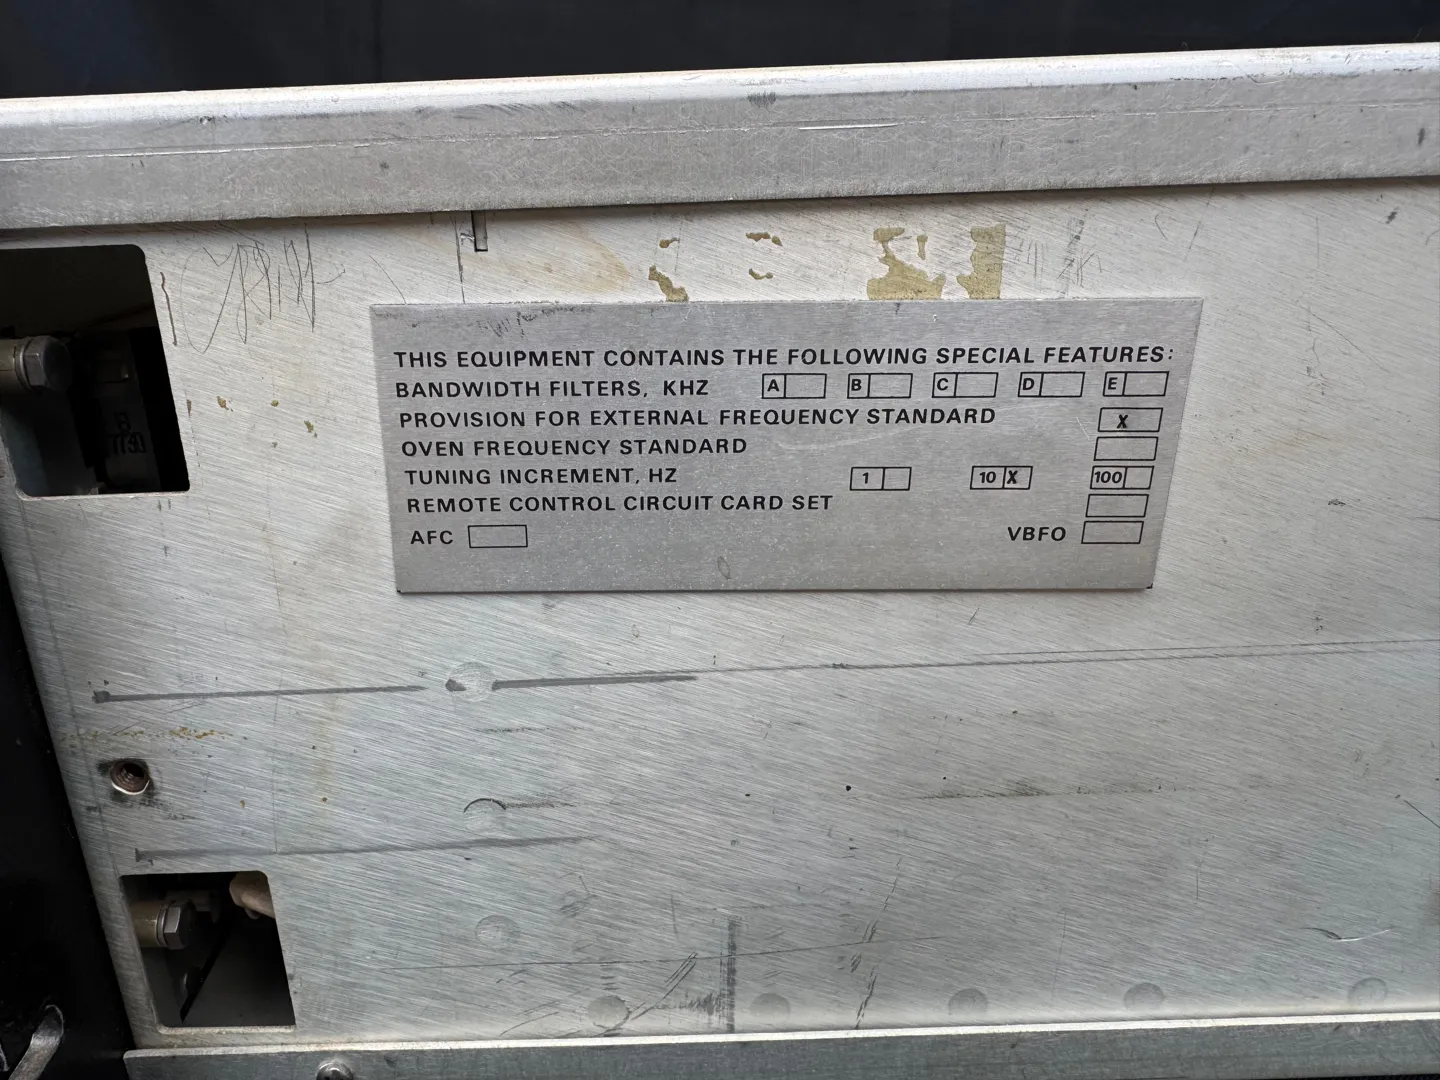 THIS EQUIPMENT CONTAINS THE FOLLOWING SPECIAL FEATURES:
BANDWIDTH FILTERS, KHZ A B C D E
PROVISION FOR EXTERNAL FREQUENCY STANDARD X
OVEN FREQUENCY STANDARD
TUNING INCREMENT, HZ 1 10 X 100
REMOTE CONTROL CIRCUIT CARD SET
AFC VBFO